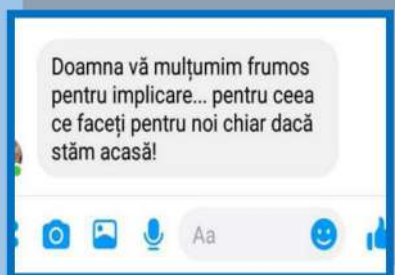 Doamna vă mulțumim frumos
pentru implicare... pentru ceea
ce faceți pentru noi chiar dacă
stăm acasă!
Aa